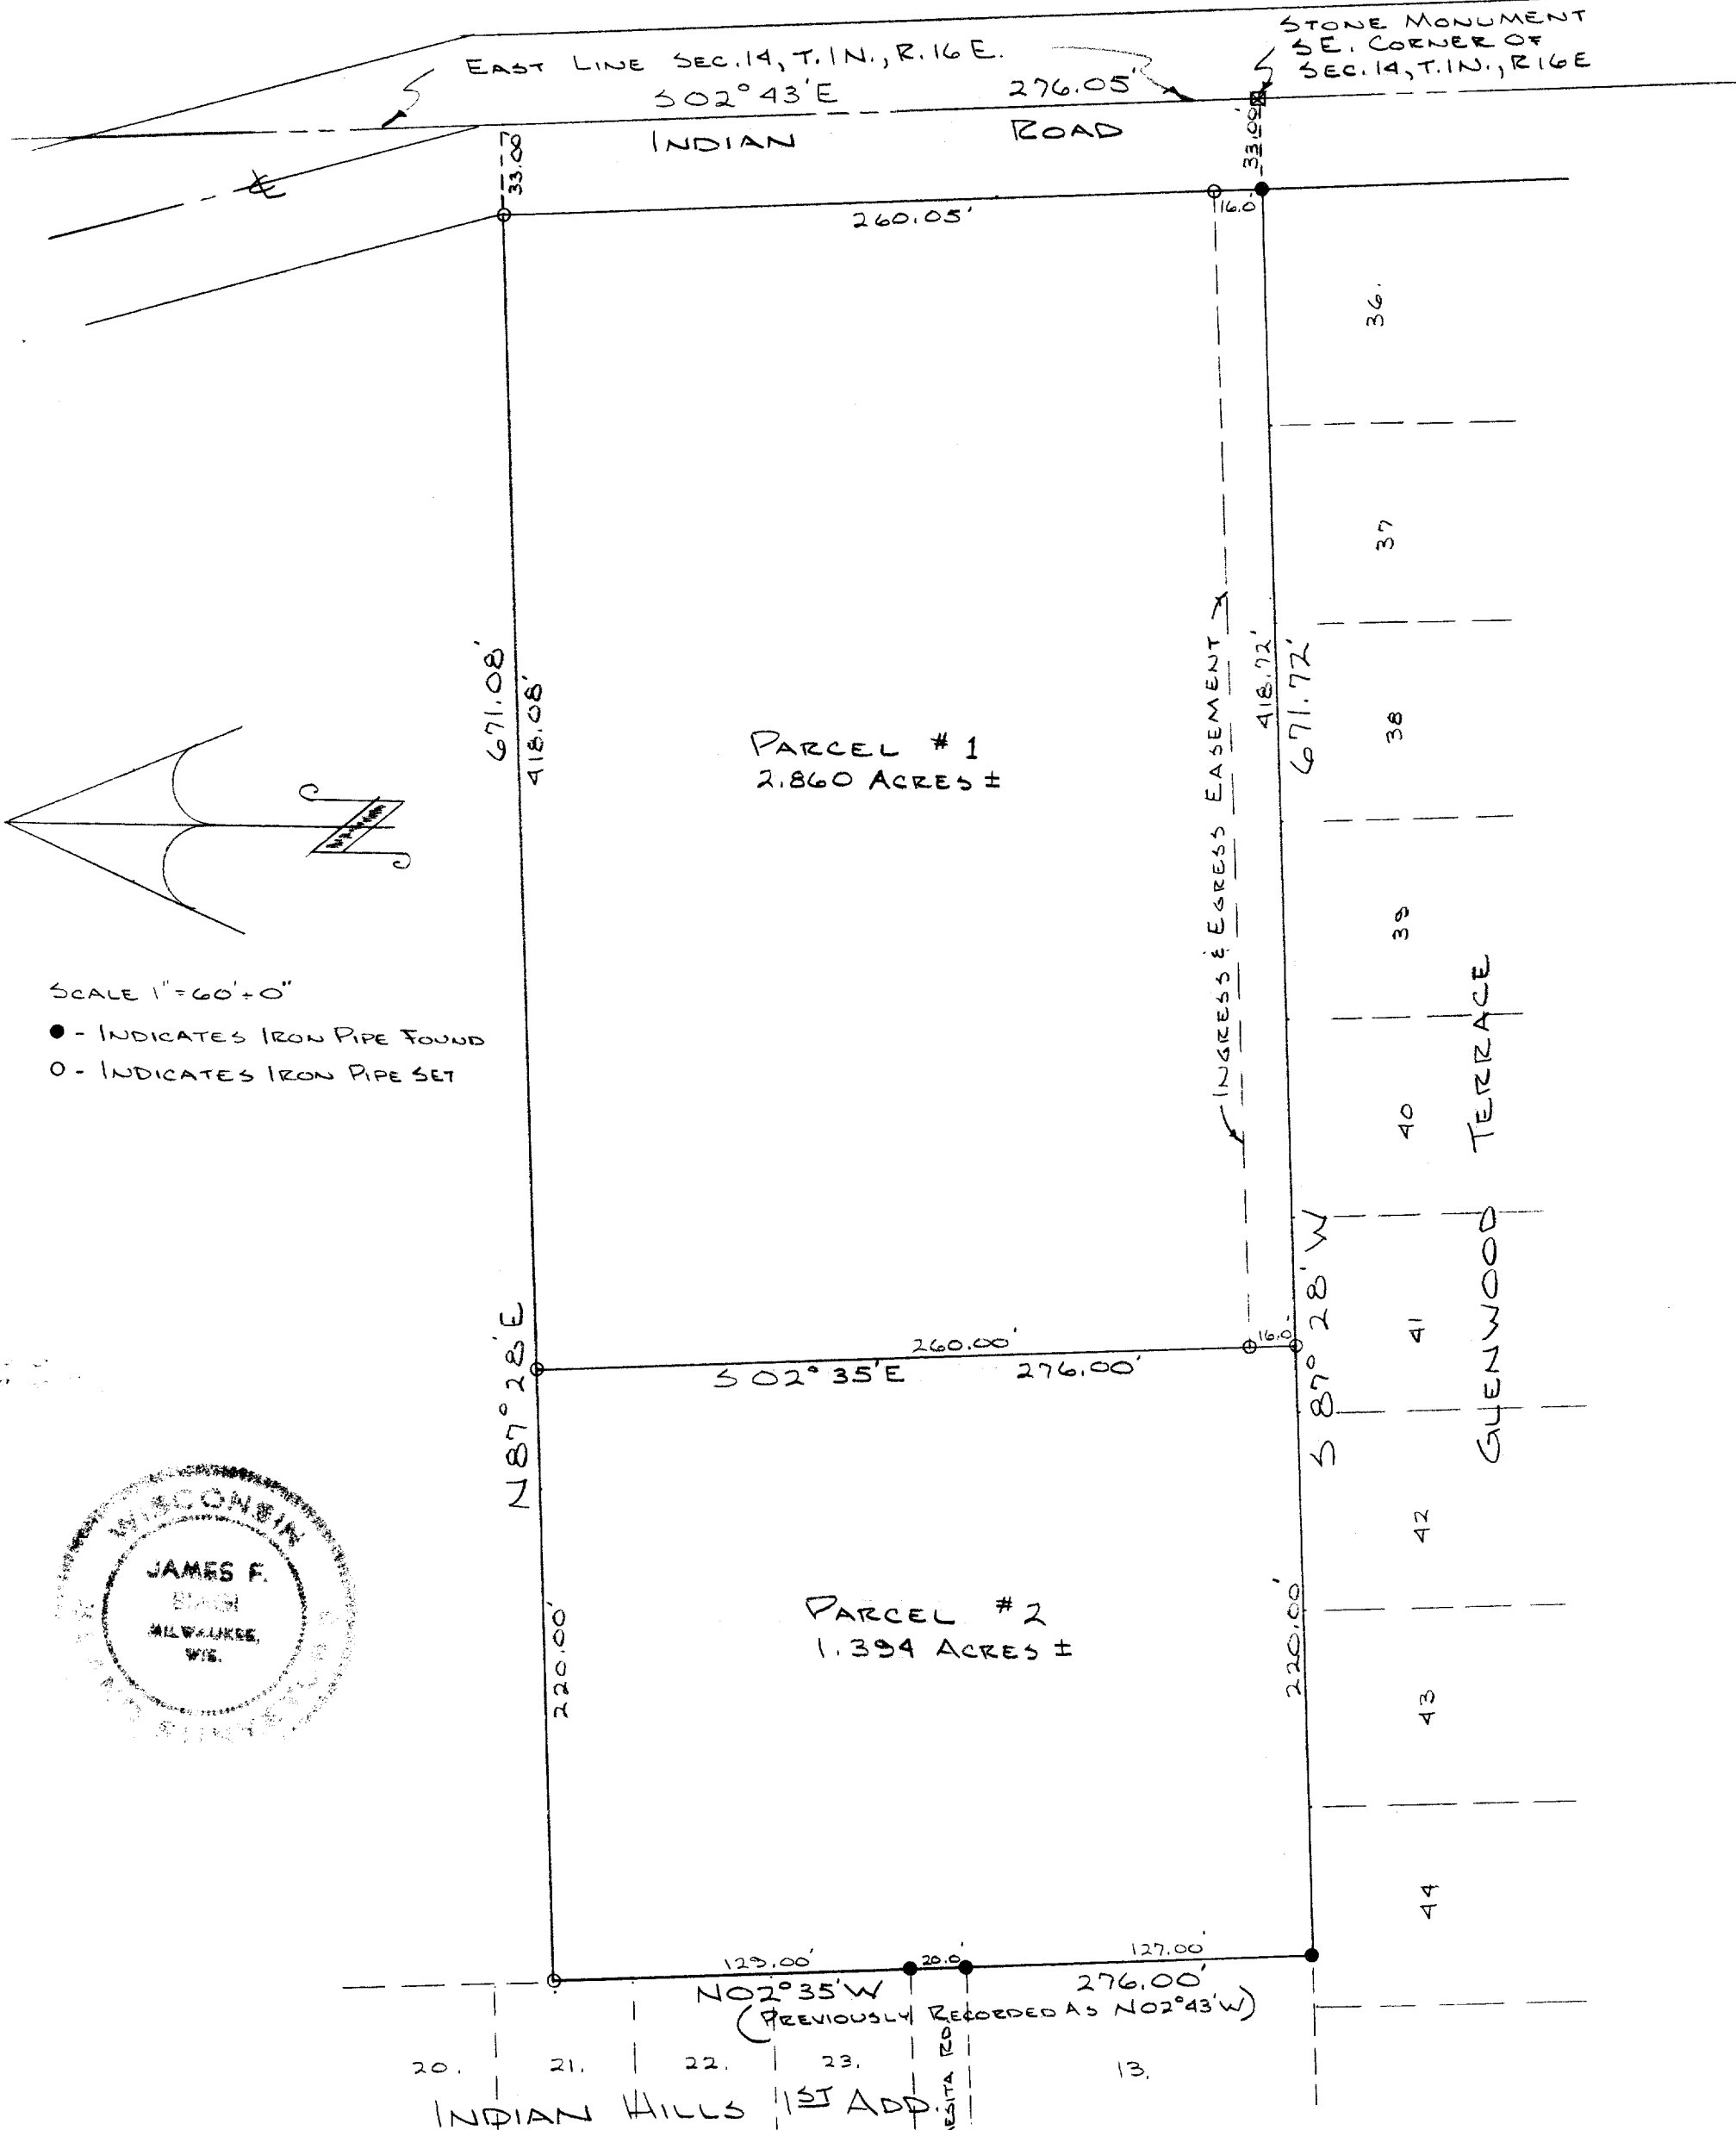 STONE MONUMENT
SE. CORNER OF
SEC. 14, T.1N., R16E
EAST LINE SEC. 14, T.1N., R.16E.
S02°43'E 276.05'
INDIAN ROAD
33.00'
33.00'
℄
260.05'
16.0'
36.
37
38
39
40
41
42
43
44
671.08'
418.08'
PARCEL #1
2.860 ACRES ±
INGRESS & EGRESS EASEMENT
418.72'
671.72'
SCALE 1"=60'-0"
● - INDICATES IRON PIPE FOUND
O - INDICATES IRON PIPE SET
GLENWOOD TERRACE
N87°28'E
S 87° 28' W
260.00'
16.0'
S02°35'E 276.00'
WISCONSIN
JAMES F.
MILWAUKEE,
WIS.
PARCEL #2
1.394 ACRES ±
220.00'
220.00'
129.00'
20.0'
127.00'
N02°35'W 276.00'
(PREVIOUSLY RECORDED AS N02°43'W)
20.
21.
22.
23.
13.
RD
INDIAN HILLS 1ST ADD.